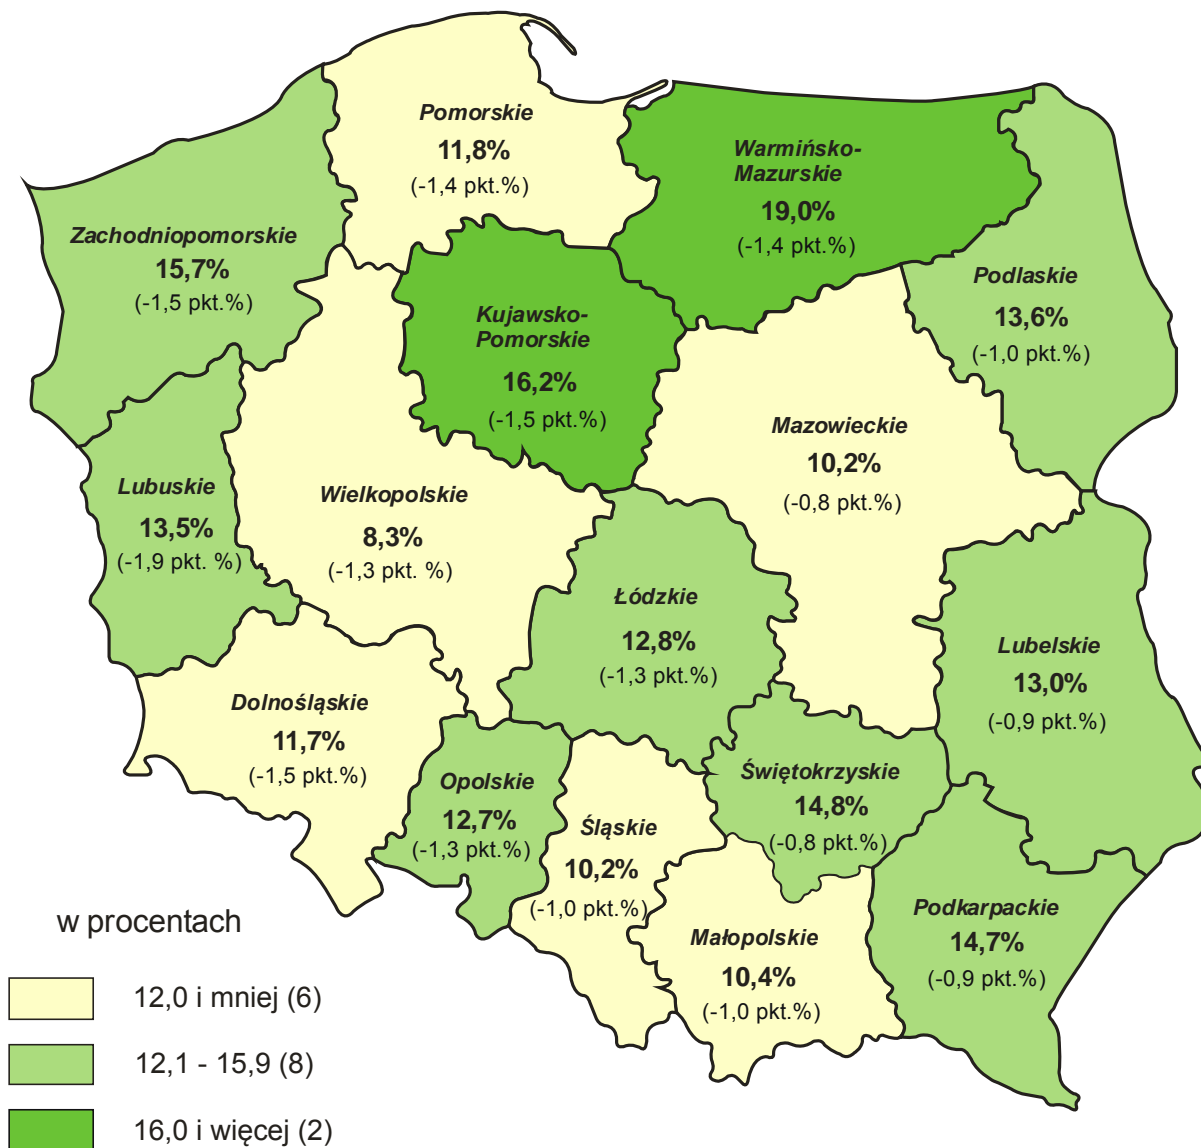 Pomorskie
11,8%
(-1,4 pkt.%)
Warmińsko-
Mazurskie
19,0%
(-1,4 pkt.%)
Zachodniopomorskie
15,7%
(-1,5 pkt.%)
Podlaskie
13,6%
(-1,0 pkt.%)
Kujawsko-
Pomorskie
16,2%
(-1,5 pkt.%)
Mazowieckie
10,2%
(-0,8 pkt.%)
Lubuskie
13,5%
(-1,9 pkt. %)
Wielkopolskie
8,3%
(-1,3 pkt. %)
Łódzkie
12,8%
(-1,3 pkt.%)
Lubelskie
13,0%
(-0,9 pkt.%)
Dolnośląskie
11,7%
(-1,5 pkt.%)
Opolskie
12,7%
(-1,3 pkt.%)
Śląskie
10,2%
(-1,0 pkt.%)
Świętokrzyskie
14,8%
(-0,8 pkt.%)
Małopolskie
10,4%
(-1,0 pkt.%)
Podkarpackie
14,7%
(-0,9 pkt.%)
w procentach
12,0 i mniej (6)
12,1 - 15,9 (8)
16,0 i więcej (2)